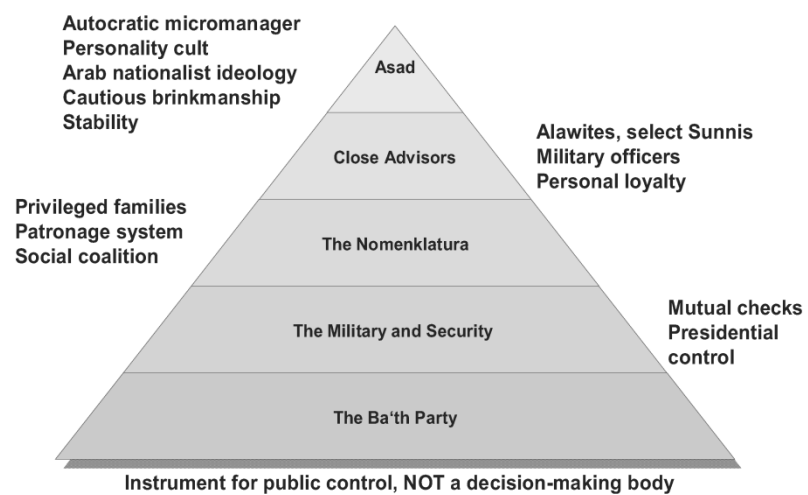 Autocratic micromanager
Personality cult
Arab nationalist ideology
Cautious brinkmanship
Stability
Asad
Close Advisors
Alawites, select Sunnis
Military officers
Personal loyalty
Privileged families
Patronage system
Social coalition
The Nomenklatura
The Military and Security
Mutual checks
Presidential
control
The Ba‘th Party
Instrument for public control, NOT a decision-making body